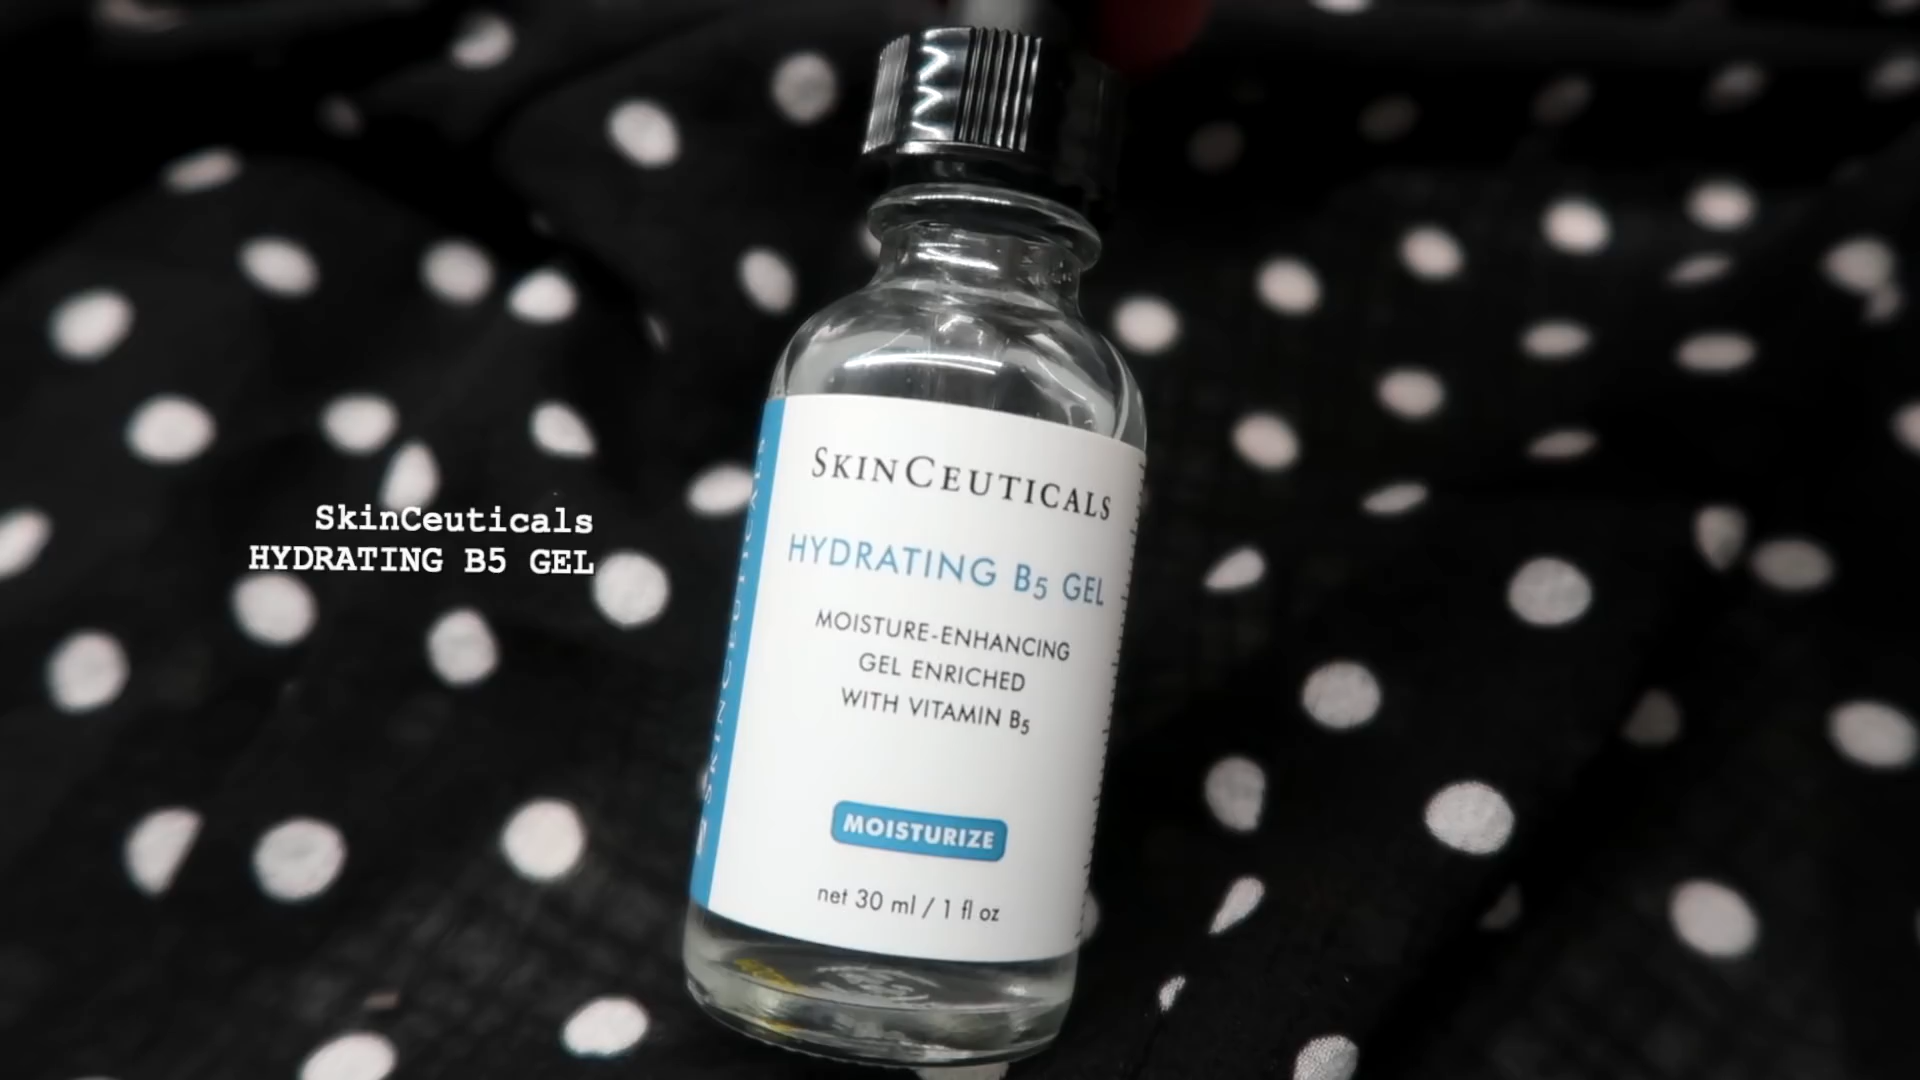 SkinCeuticals
HYDRATING B5 GEL
SKINCEUTICALS
HYDRATING B5 GEL
MOISTURE-ENHANCING
GEL ENRICHED
WITH VITAMIN B5
MOISTURIZE
net 30 ml / 1 fl oz
SKINCEUTICALS